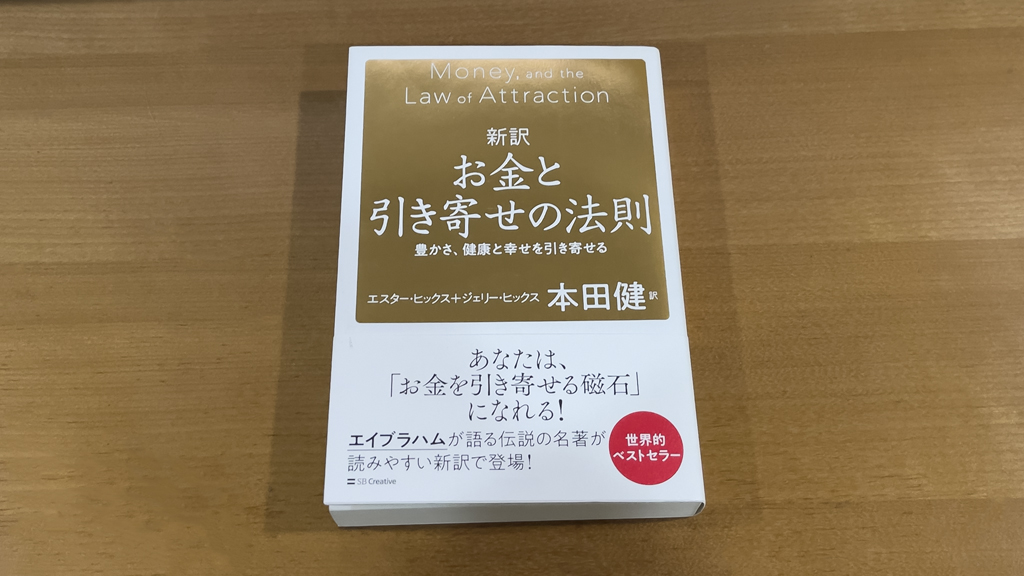 Money, and the
Law of Attraction
新訳
お金と
引き寄せの法則
豊かさ、健康と幸せを引き寄せる
エスター・ヒックス+ジェリー・ヒックス 本田健 訳
あなたは、
「お金を引き寄せる磁石」
になれる!
エイブラハムが語る伝説の名著が
読みやすい新訳で登場!
世界的
ベストセラー
SB Creative